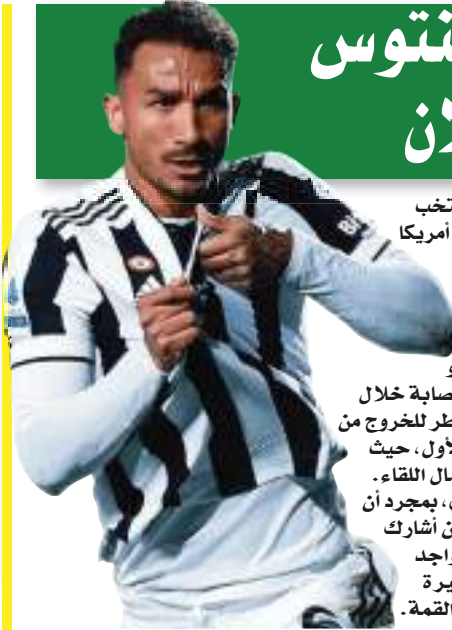 نتوس
لان
تخب
أمريكا
و
صابة خلال
طر للخروج من
لأول، حيث
مال اللقاء.
، بمجرد أن
ن أشارك
واجد
يرة
القمة.